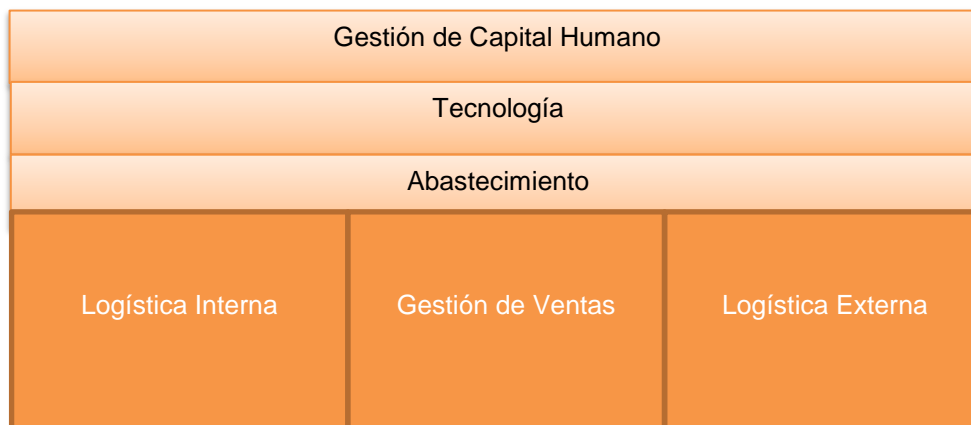 Gestión de Capital Humano
Tecnología
Abastecimiento
Logística Interna
Gestión de Ventas
Logística Externa